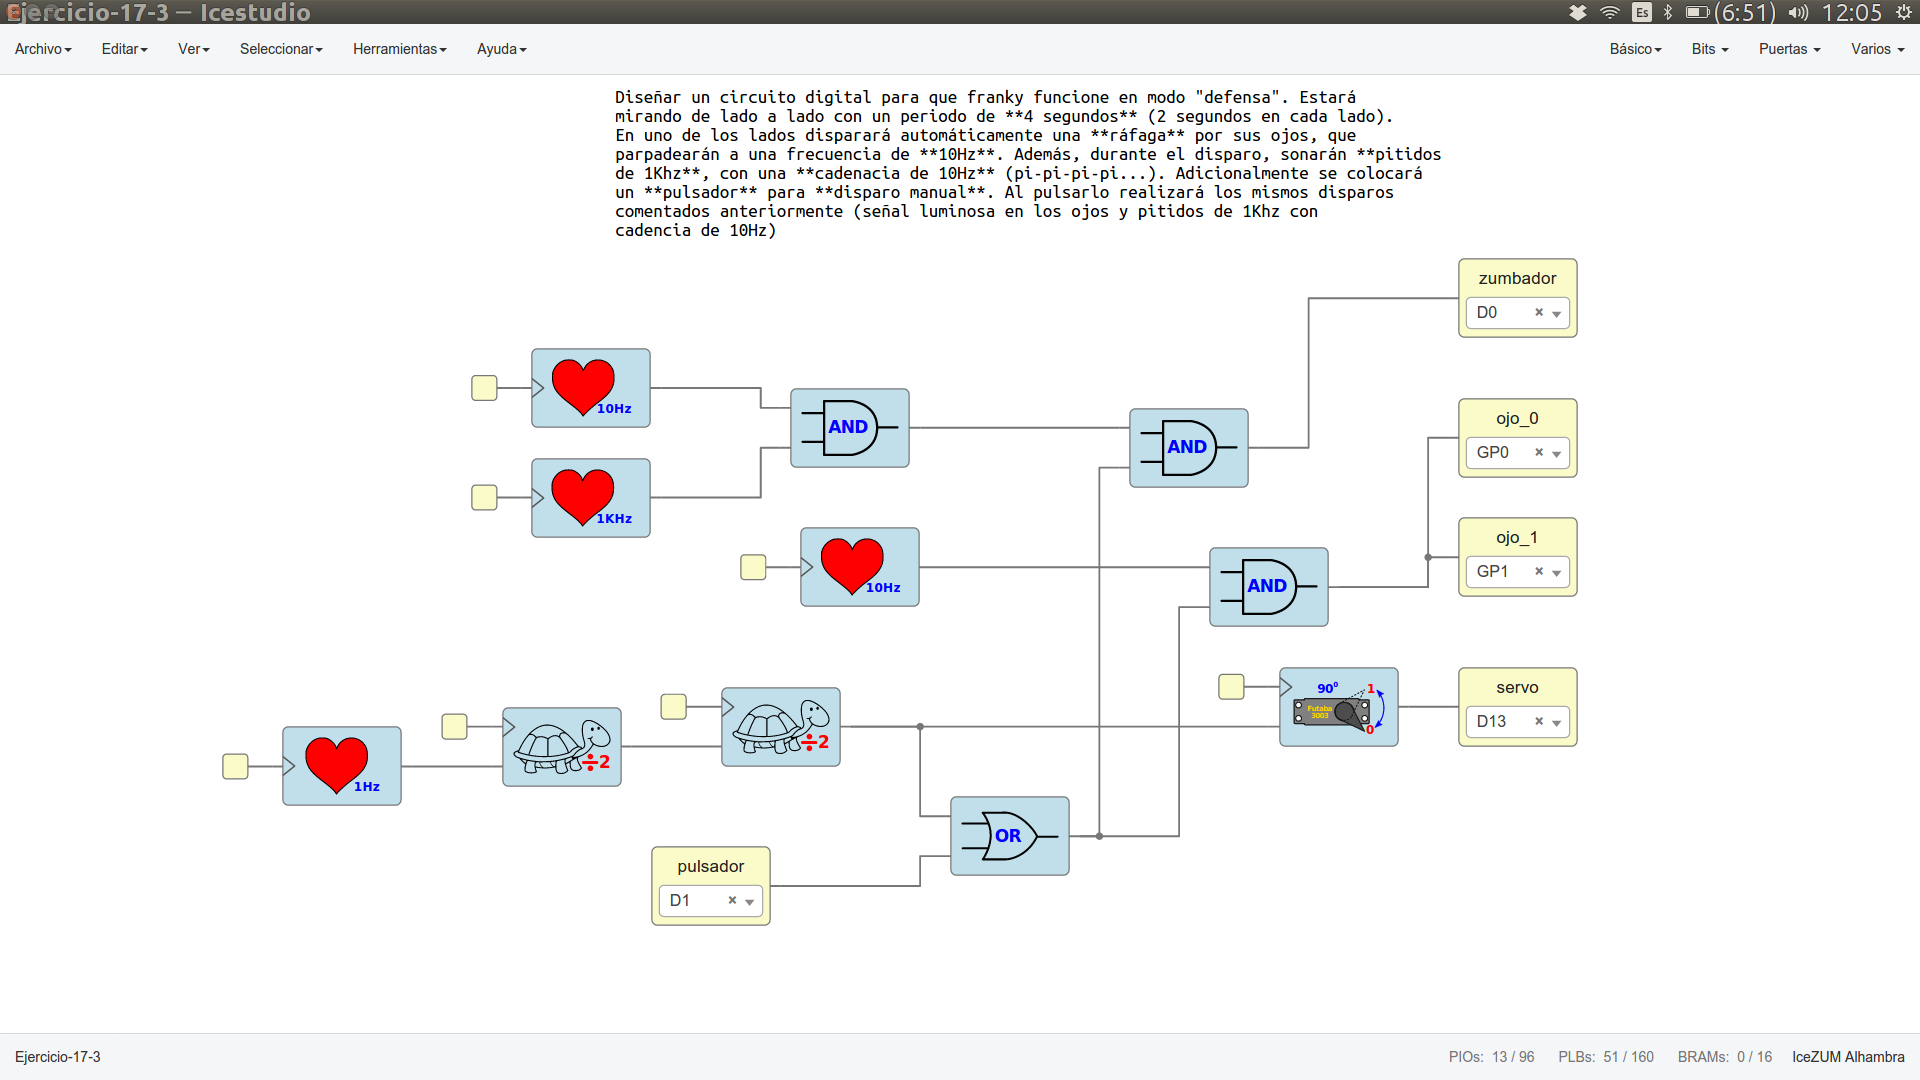 Ejercicio-17-3 — Icestudio
Es (6:51) 12:05
Archivo Editar Ver Seleccionar Herramientas Ayuda Básico Bits Puertas Varios
Diseñar un circuito digital para que franky funcione en modo "defensa". Estará
mirando de lado a lado con un periodo de **4 segundos** (2 segundos en cada lado).
En uno de los lados disparará automáticamente una **ráfaga** por sus ojos, que
parpadearán a una frecuencia de **10Hz**. Además, durante el disparo, sonarán **pitidos
de 1Khz**, con una **cadenacia de 10Hz** (pi-pi-pi-pi...). Adicionalmente se colocará
un **pulsador** para **disparo manual**. Al pulsarlo realizará los mismos disparos
comentados anteriormente (señal luminosa en los ojos y pitidos de 1Khz con
cadencia de 10Hz)
zumbador
D0 ×
10Hz
AND
AND
ojo_0
GP0 ×
1KHz
10Hz
AND
ojo_1
GP1 ×
90⁰ 1
Futaba
3003
0
servo
D13 ×
÷2
÷2
1Hz
OR
pulsador
D1 ×
Ejercicio-17-3 PIOs: 13 / 96 PLBs: 51 / 160 BRAMs: 0 / 16 IceZUM Alhambra